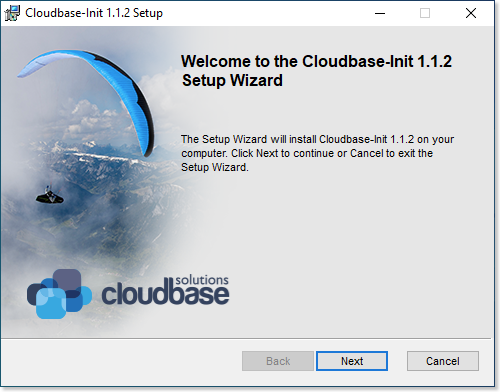 Cloudbase-Init 1.1.2 Setup
Welcome to the Cloudbase-Init 1.1.2
Setup Wizard
The Setup Wizard will install Cloudbase-Init 1.1.2 on your
computer. Click Next to continue or Cancel to exit the
Setup Wizard.
solutions
cloudbase
Back
Next
Cancel